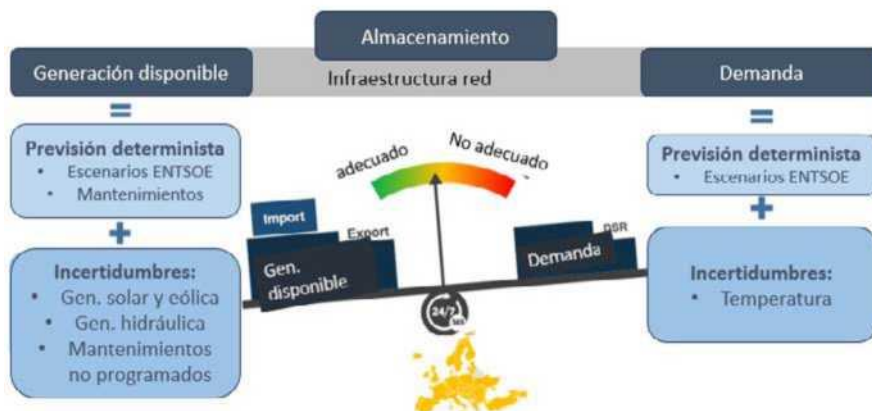 Almacenamiento
Generación disponible
Infraestructura red
Demanda
=
Previsión determinista
• Escenarios ENTSOE
• Mantenimientos
+
Incertidumbres:
• Gen. solar y eólica
• Gen. hidráulica
• Mantenimientos
no programados
adecuado
No adecuado
Import
Export
Gen.
disponible
DSR
Demanda
24/7
=
Previsión determinista
• Escenarios ENTSOE
+
Incertidumbres:
• Temperatura